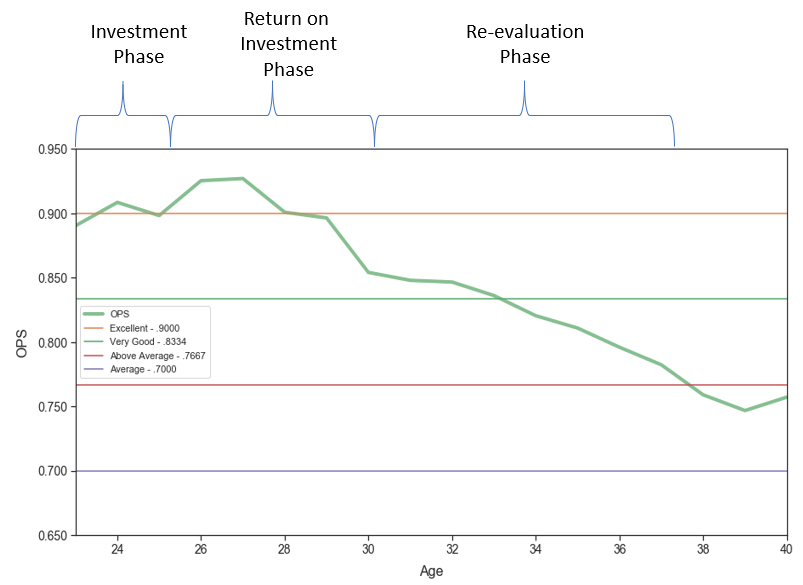 Investment
Phase
Return on
Investment
Phase
Re-evaluation
Phase
0.950
0.900
0.850
0.800
0.750
0.700
0.650
OPS
OPS
Excellent - .9000
Very Good - .8334
Above Average - .7667
Average - .7000
24 26 28 30 32 34 36 38 40
Age